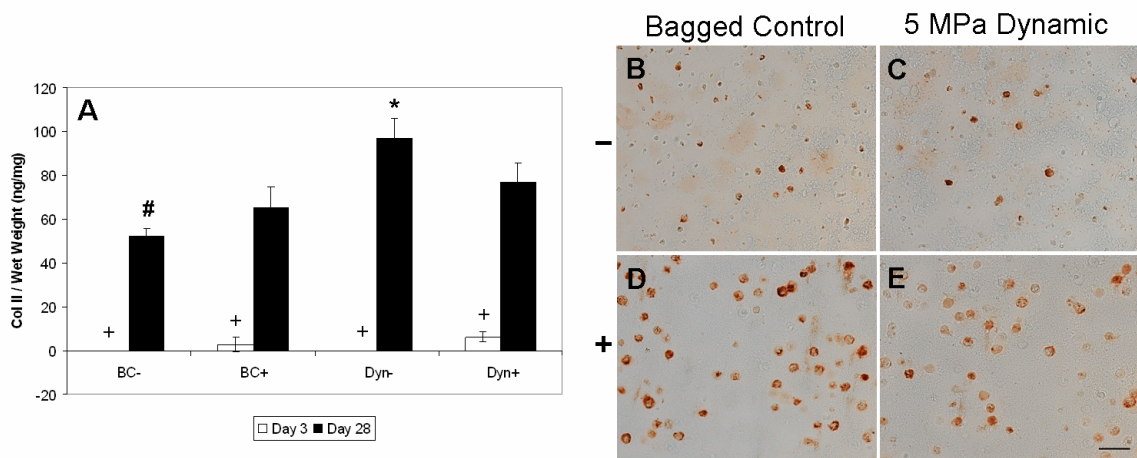 Bagged Control 5 MPa Dynamic
A
Coll II / Wet Weight (ng/mg)
120
100
80
60
40
20
0
-20
#
*
+ + + +
BC- BC+ Dyn- Dyn+
Day 3 Day 28
− B C
+ D E